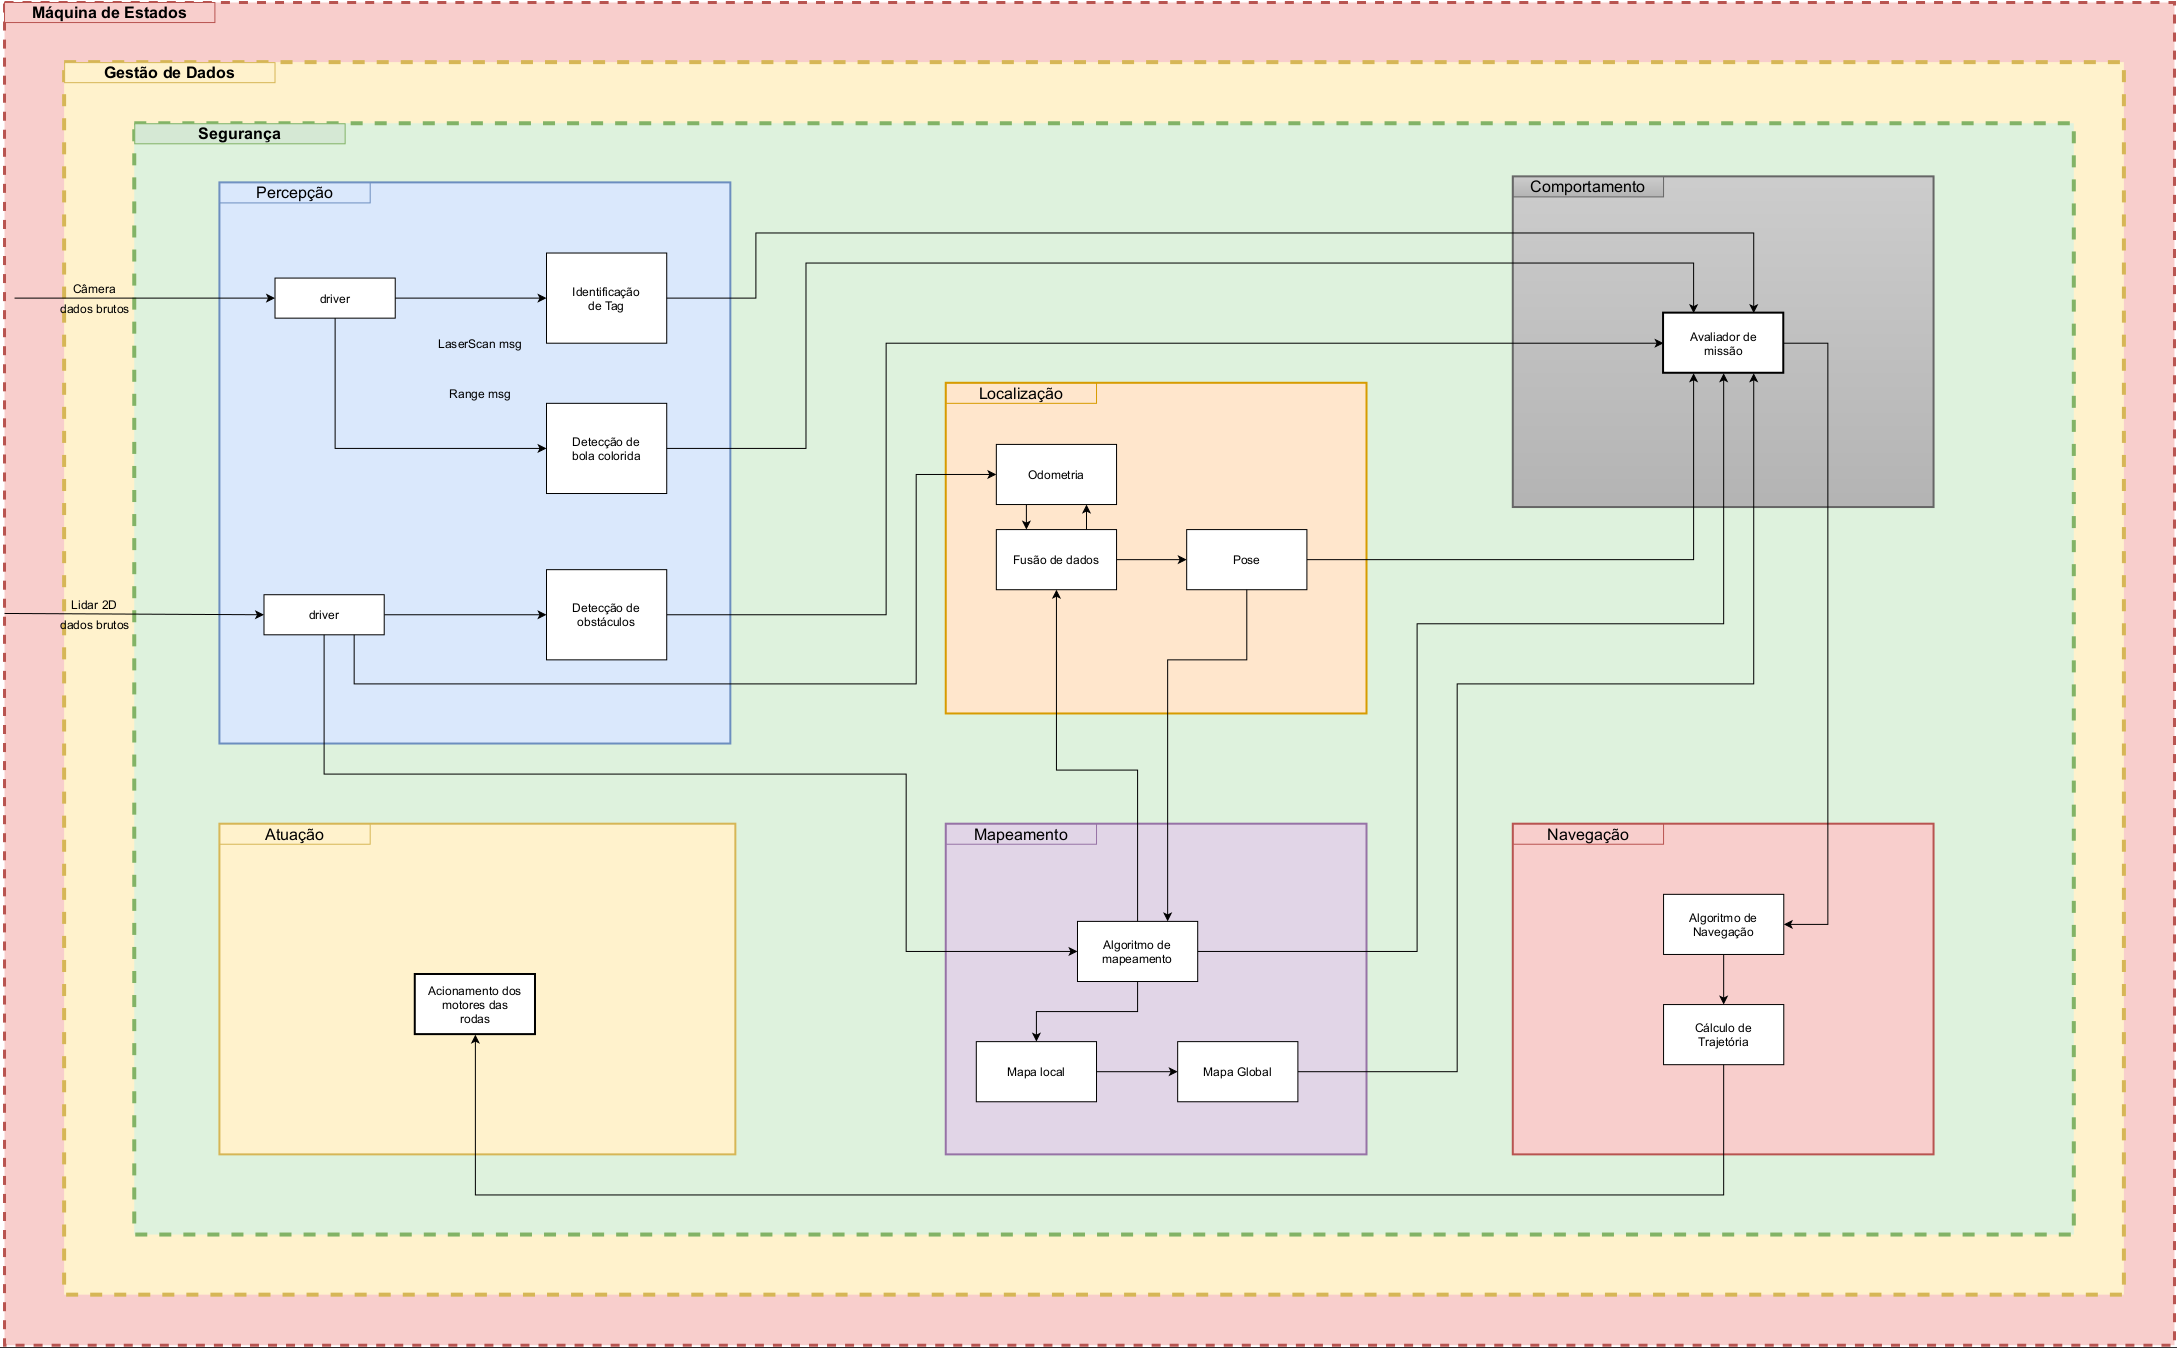 Máquina de Estados
Gestão de Dados
Segurança
Percepção
Câmera
dados brutos
driver
Identificação
de Tag
LaserScan msg
Range msg
Detecção de
bola colorida
Lidar 2D
dados brutos
driver
Detecção de
obstáculos
Localização
Odometria
Fusão de dados
Pose
Comportamento
Avaliador de
missão
Atuação
Acionamento dos
motores das
rodas
Mapeamento
Algoritmo de
mapeamento
Mapa local
Mapa Global
Navegação
Algoritmo de
Navegação
Cálculo de
Trajetória